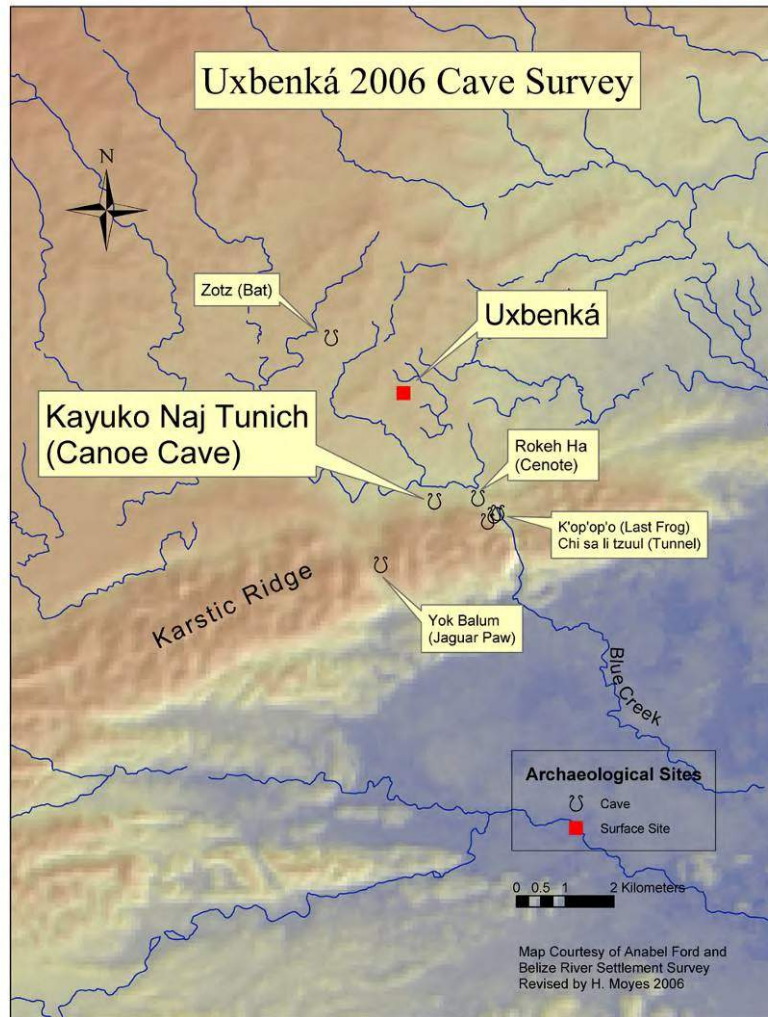 Uxbenká 2006 Cave Survey
N
Zotz (Bat)
Uxbenká
Kayuko Naj Tunich
(Canoe Cave)
Rokeh Ha
(Cenote)
K'op'op'o (Last Frog)
Chi sa li tzuul (Tunnel)
Karstic Ridge
Yok Balum
(Jaguar Paw)
Blue Creek
Archaeological Sites
Cave
Surface Site
0 0.5 1 2 Kilometers
Map Courtesy of Anabel Ford and
Belize River Settlement Survey
Revised by H. Moyes 2006